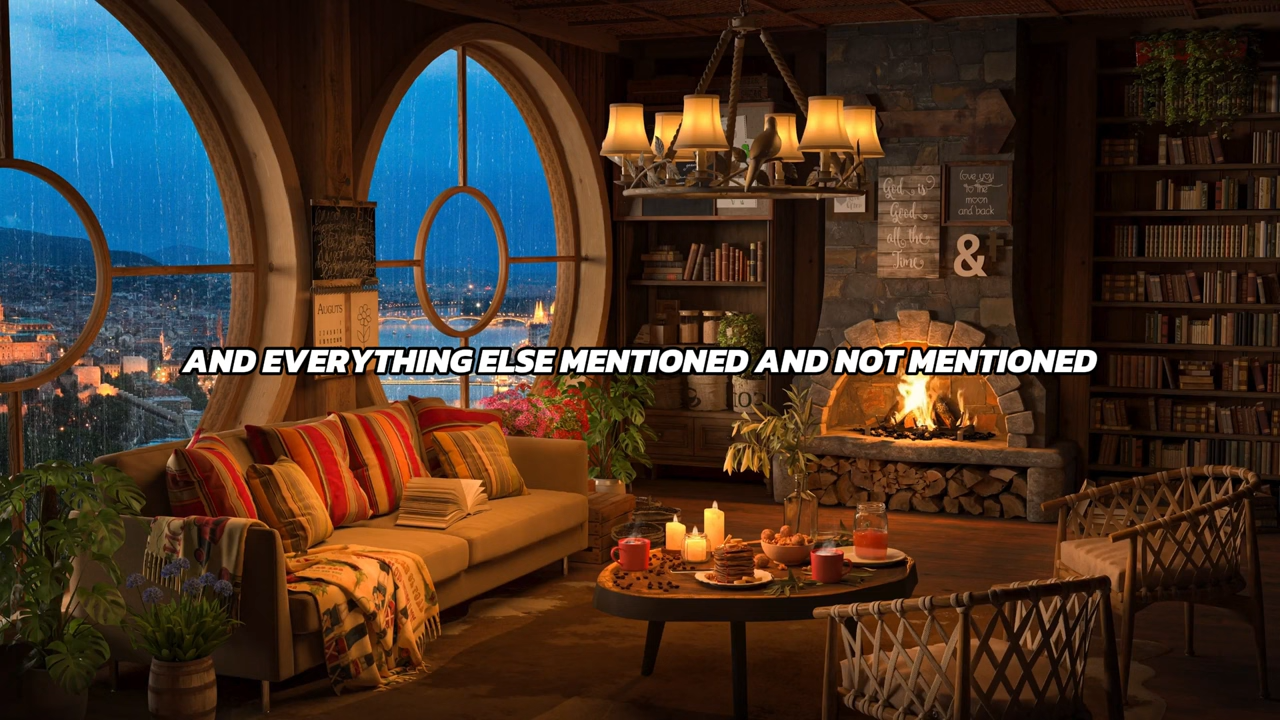 God is
Good
all the
Time
love you
to the
moon
and back
&
AUGUTS
AND EVERYTHING ELSE MENTIONED AND NOT MENTIONED